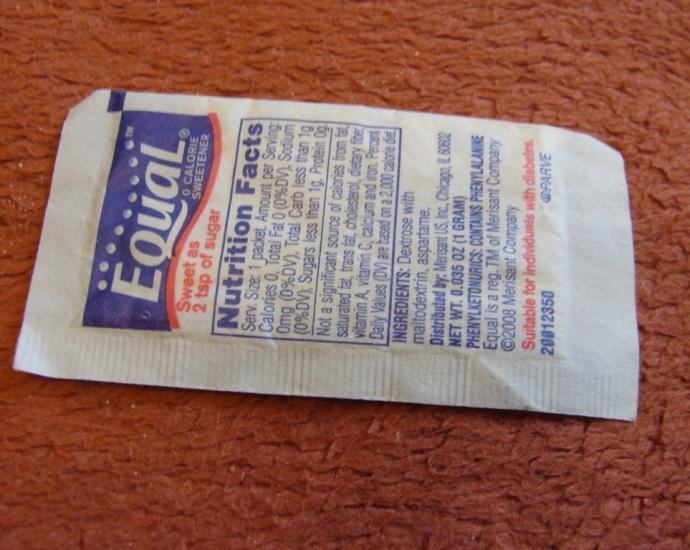 EQuaL®™
0 CALORIE
SWEETENER
Sweet as
2 tsp of sugar
Nutrition Facts
Serv. Size: 1 packet. Amount per Serving:
Calories 0, Total Fat 0 (0%DV), Sodium
0mg (0%DV), Total Carb less than 1g
(0%DV), Sugars less than 1g, Protein 0g.
Not a significant source of calories from fat,
saturated fat, trans fat, cholesterol, dietary fiber,
vitamin A, vitamin C, calcium and iron. Percent
Daily Values (DV) are based on a 2,000 calorie diet.
INGREDIENTS: Dextrose with
maltodextrin, aspartame.
Distributed by: Merisant US, Inc. Chicago, IL 60602
NET WT. 0.035 OZ (1 GRAM)
PHENYLKETONURICS: CONTAINS PHENYLALANINE
Equal is a reg. TM of Merisant Company
©2008 Merisant Company
Suitable for individuals with diabetes.
20012350 PARVE